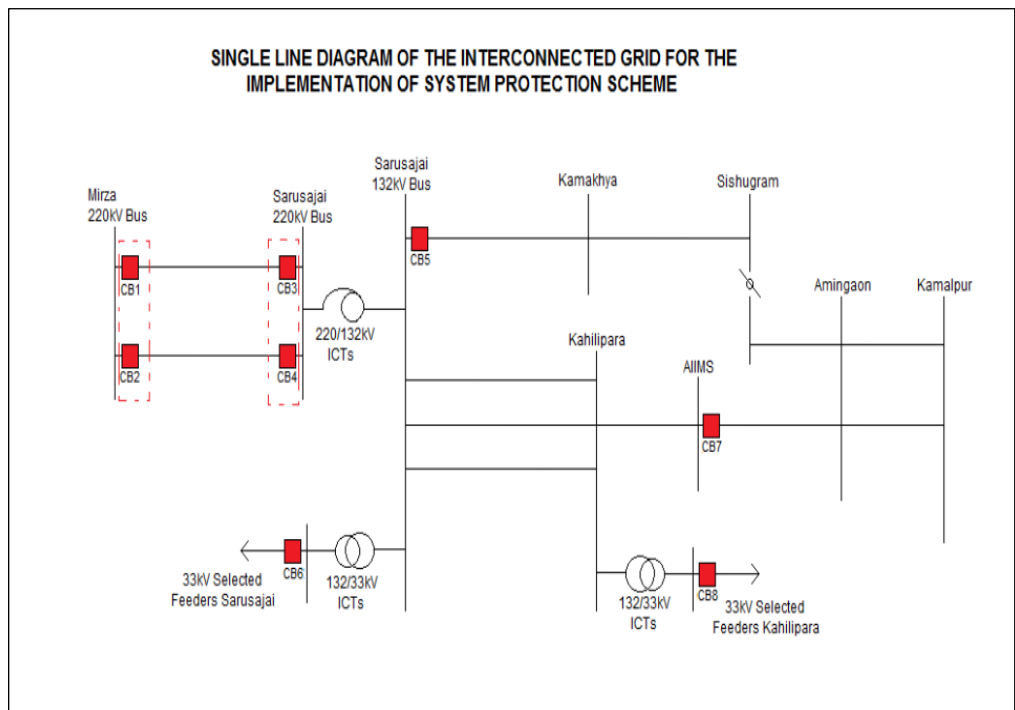 SINGLE LINE DIAGRAM OF THE INTERCONNECTED GRID FOR THE
IMPLEMENTATION OF SYSTEM PROTECTION SCHEME
Mirza
220kV Bus
Sarusajai
220kV Bus
Sarusajai
132kV Bus
Kamakhya
Sishugram
CB1
CB2
CB3
CB4
220/132kV
ICTs
CB5
Kahilipara
Amingaon
Kamalpur
AIIMS
CB7
CB6
33kV Selected
Feeders Sarusajai
132/33kV
ICTs
132/33kV
ICTs
CB8
33kV Selected
Feeders Kahilipara